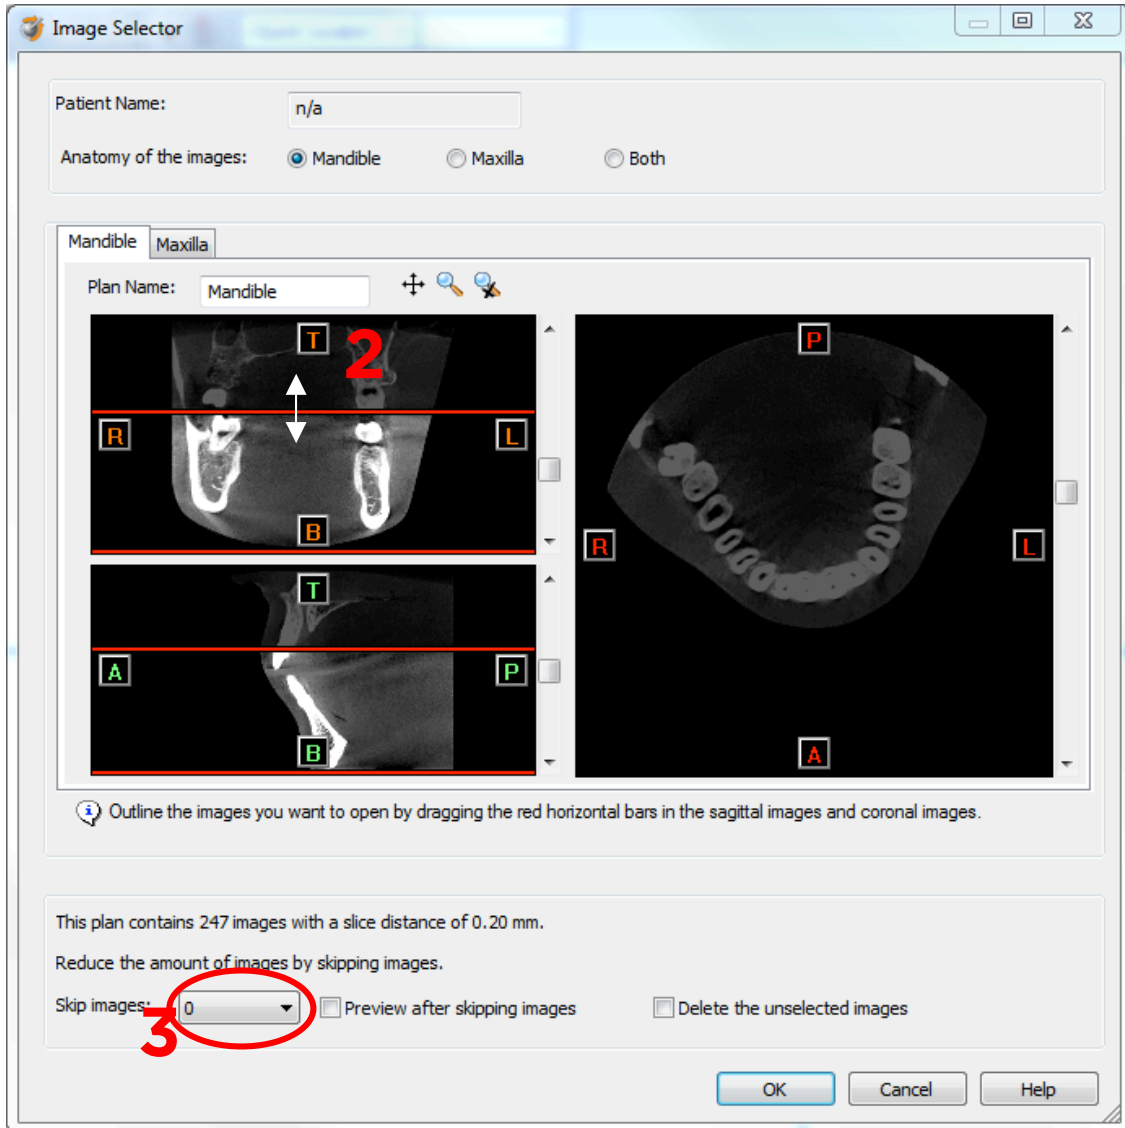 Image Selector
Patient Name: n/a
Anatomy of the images: Mandible Maxilla Both
Mandible Maxilla
Plan Name: Mandible
T 2
R L
B
T
A P
B
P
R L
A
Outline the images you want to open by dragging the red horizontal bars in the sagittal images and coronal images.
This plan contains 247 images with a slice distance of 0.20 mm.
Reduce the amount of images by skipping images.
Skip images: 0 Preview after skipping images Delete the unselected images
3
OK Cancel Help